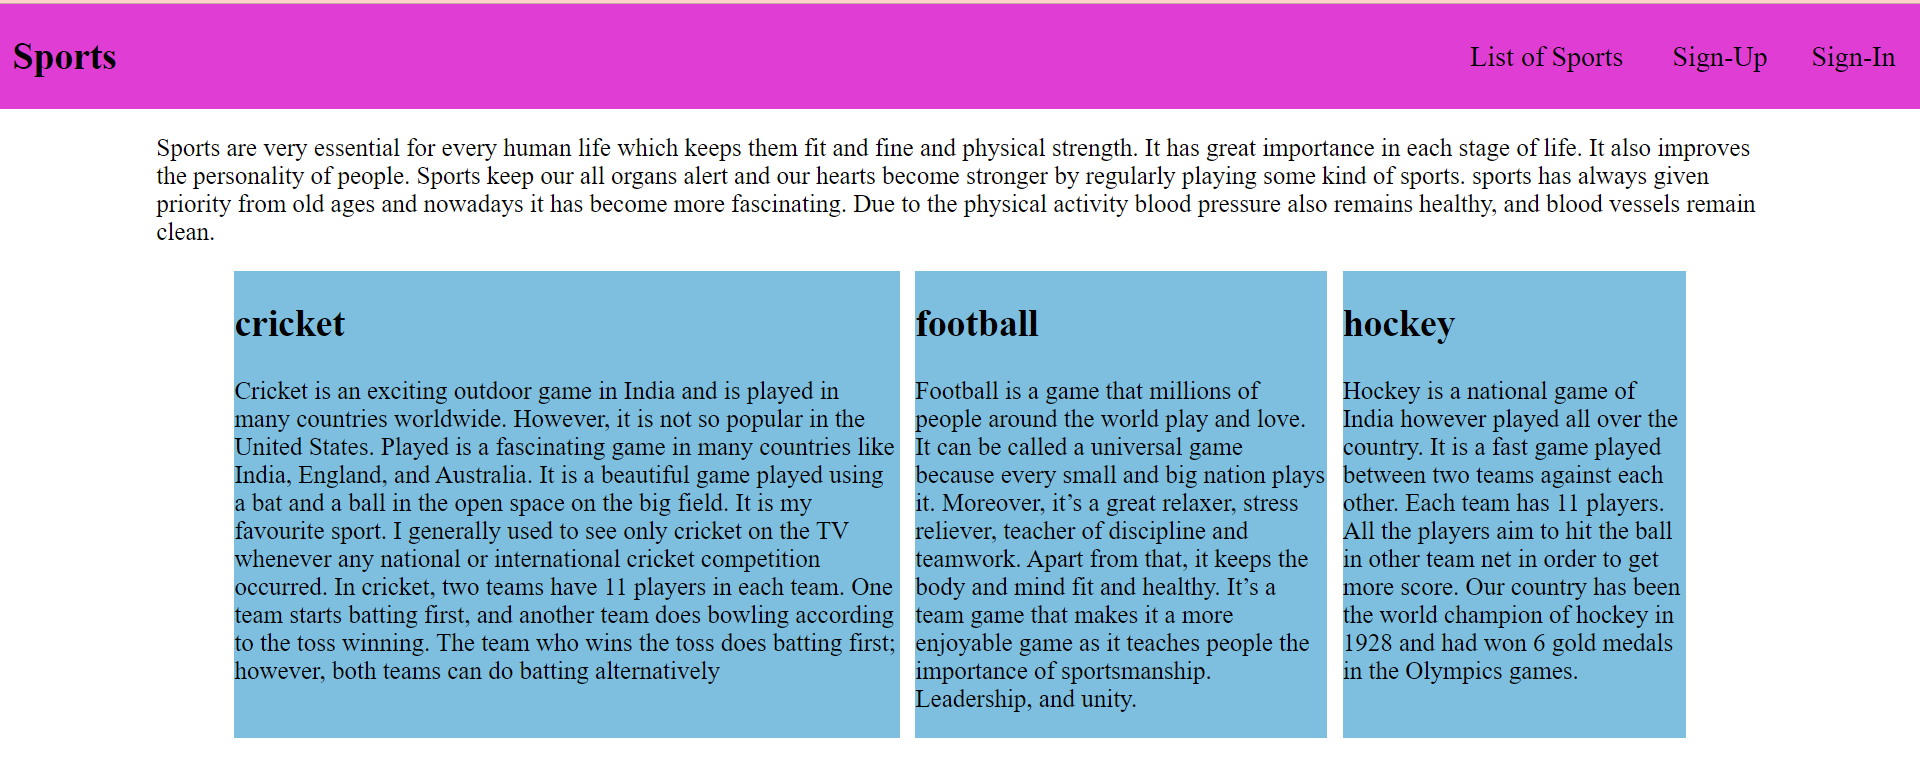 Sports
List of Sports
Sign-Up
Sign-In
Sports are very essential for every human life which keeps them fit and fine and physical strength. It has great importance in each stage of life. It also improves
the personality of people. Sports keep our all organs alert and our hearts become stronger by regularly playing some kind of sports. sports has always given
priority from old ages and nowadays it has become more fascinating. Due to the physical activity blood pressure also remains healthy, and blood vessels remain
clean.
cricket
Cricket is an exciting outdoor game in India and is played in
many countries worldwide. However, it is not so popular in the
United States. Played is a fascinating game in many countries like
India, England, and Australia. It is a beautiful game played using
a bat and a ball in the open space on the big field. It is my
favourite sport. I generally used to see only cricket on the TV
whenever any national or international cricket competition
occurred. In cricket, two teams have 11 players in each team. One
team starts batting first, and another team does bowling according
to the toss winning. The team who wins the toss does batting first;
however, both teams can do batting alternatively
football
Football is a game that millions of
people around the world play and love.
It can be called a universal game
because every small and big nation plays
it. Moreover, it’s a great relaxer, stress
reliever, teacher of discipline and
teamwork. Apart from that, it keeps the
body and mind fit and healthy. It’s a
team game that makes it a more
enjoyable game as it teaches people the
importance of sportsmanship.
Leadership, and unity.
hockey
Hockey is a national game of
India however played all over the
country. It is a fast game played
between two teams against each
other. Each team has 11 players.
All the players aim to hit the ball
in other team net in order to get
more score. Our country has been
the world champion of hockey in
1928 and had won 6 gold medals
in the Olympics games.